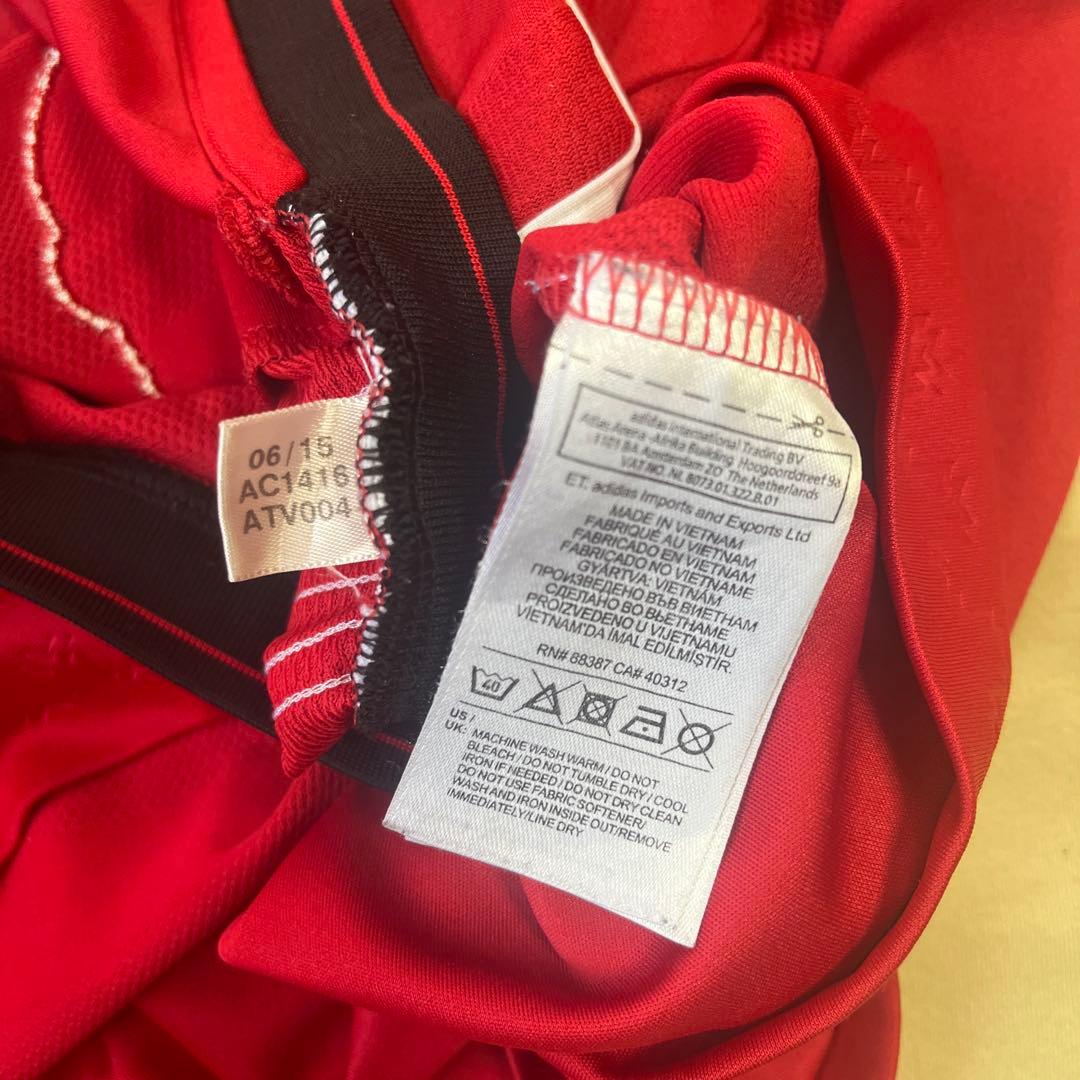 06/15
AC1416
ATV004
adidas International Trading BV
Atlas Arena -Afrika Building Hoogoorddreef 9a
1101 BA Amsterdam ZO The Netherlands
VAT NO. NL 8073.01.322.B.01
ET. adidas Imports and Exports Ltd
MADE IN VIETNAM
FABRIQUÉ AU VIETNAM
FABRICADO EN VIETNAM
FABRICADO NO VIETNAME
GYÁRTVA: VIETNAM
ПРОИЗВЕДЕНО ВЪВ ВИЕТНАМ
СДЕЛАНО ВО ВЬЕТНАМЕ
PROIZVEDENO U VIJETNAMU
VIETNAM'DA İMAL EDİLMİŞTİR.
RN# 88387 CA# 40312
40
US /
UK: MACHINE WASH WARM / DO NOT
BLEACH / DO NOT TUMBLE DRY / COOL
IRON IF NEEDED / DO NOT DRY CLEAN
DO NOT USE FABRIC SOFTENER/
WASH AND IRON INSIDE OUT/REMOVE
IMMEDIATELY/LINE DRY